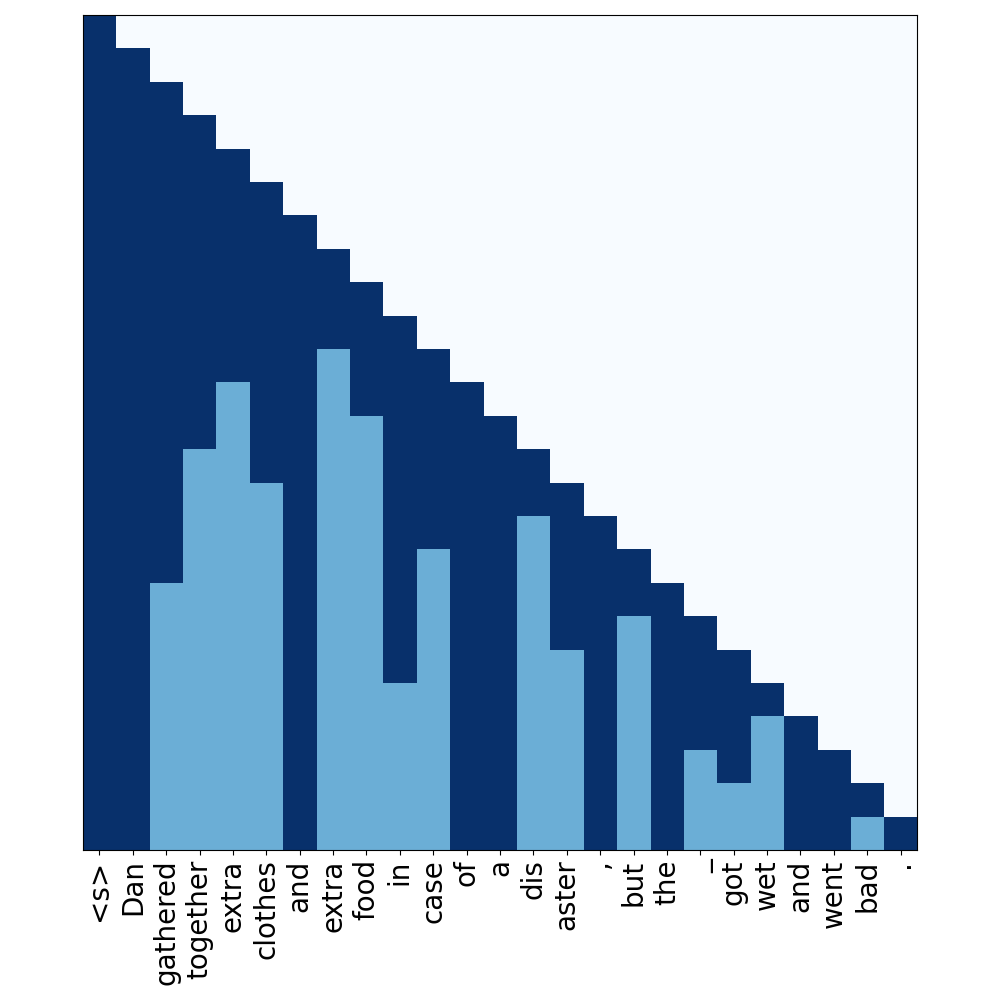 <s>
Dan
gathered
together
extra
clothes
and
extra
food
in
case
of
a
dis
aster
,
but
the
_
got
wet
and
went
bad
.